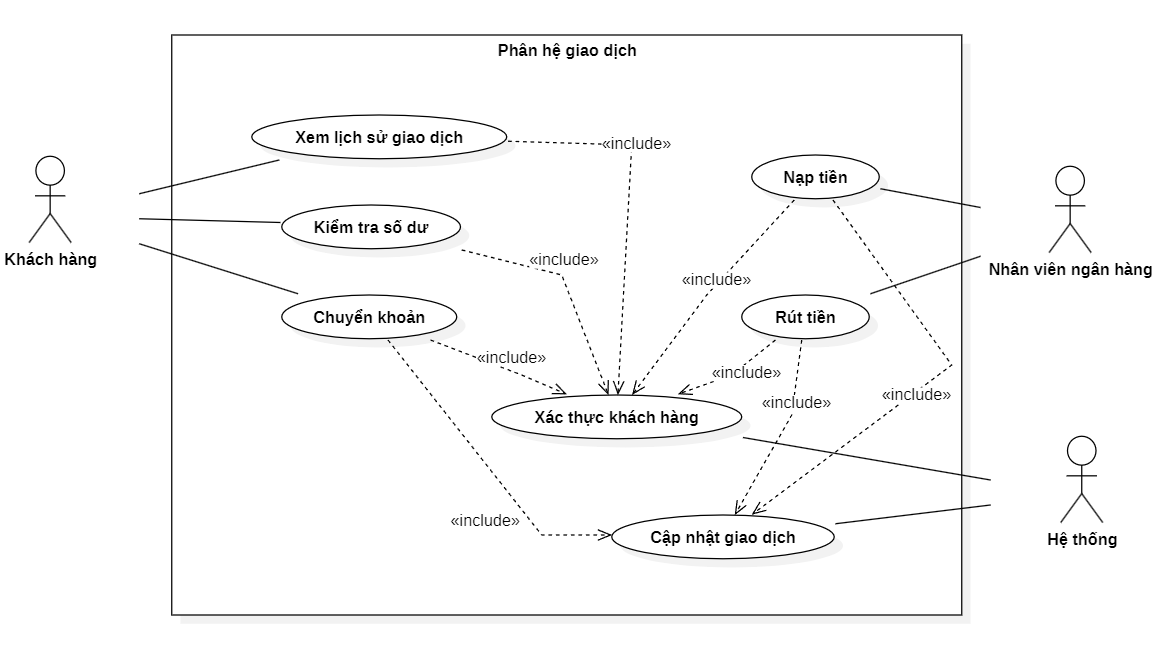 Phân hệ giao dịch
Xem lịch sử giao dịch
«include»
Nạp tiền
Khách hàng
Kiểm tra số dư
«include»
Nhân viên ngân hàng
«include»
Chuyển khoản
Rút tiền
«include»
«include»
«include»
«include»
Xác thực khách hàng
«include»
Cập nhật giao dịch
Hệ thống